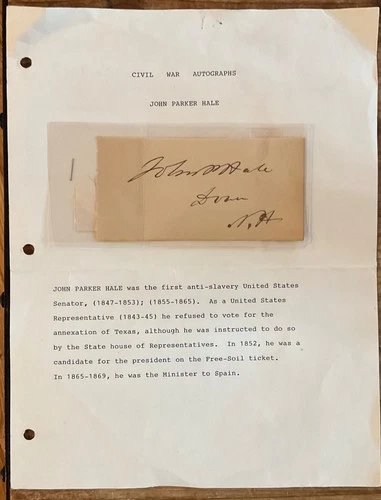 CIVIL WAR AUTOGRAPHS
JOHN PARKER HALE
John P Hale
Dover
N.H
JOHN PARKER HALE was the first anti-slavery United States
Senator, (1847-1853); (1855-1865). As a United States
Representative (1843-45) he refused to vote for the
annexation of Texas, although he was instructed to do so
by the State house of Representatives. In 1852, he was a
candidate for the president on the Free-Soil ticket.
In 1865-1869, he was the Minister to Spain.